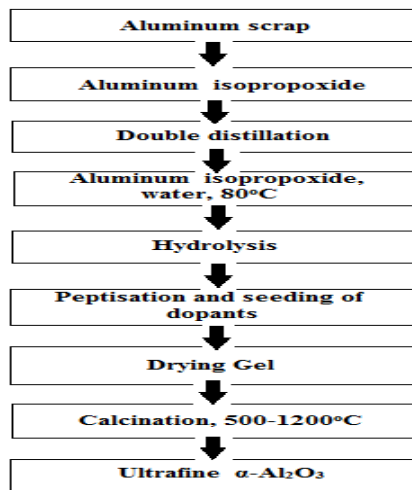 Aluminum scrap
Aluminum isopropoxide
Double distillation
Aluminum isopropoxide,
water, 80°C
Hydrolysis
Peptisation and seeding of
dopants
Drying Gel
Calcination, 500-1200°C
Ultrafine α-Al₂O₃